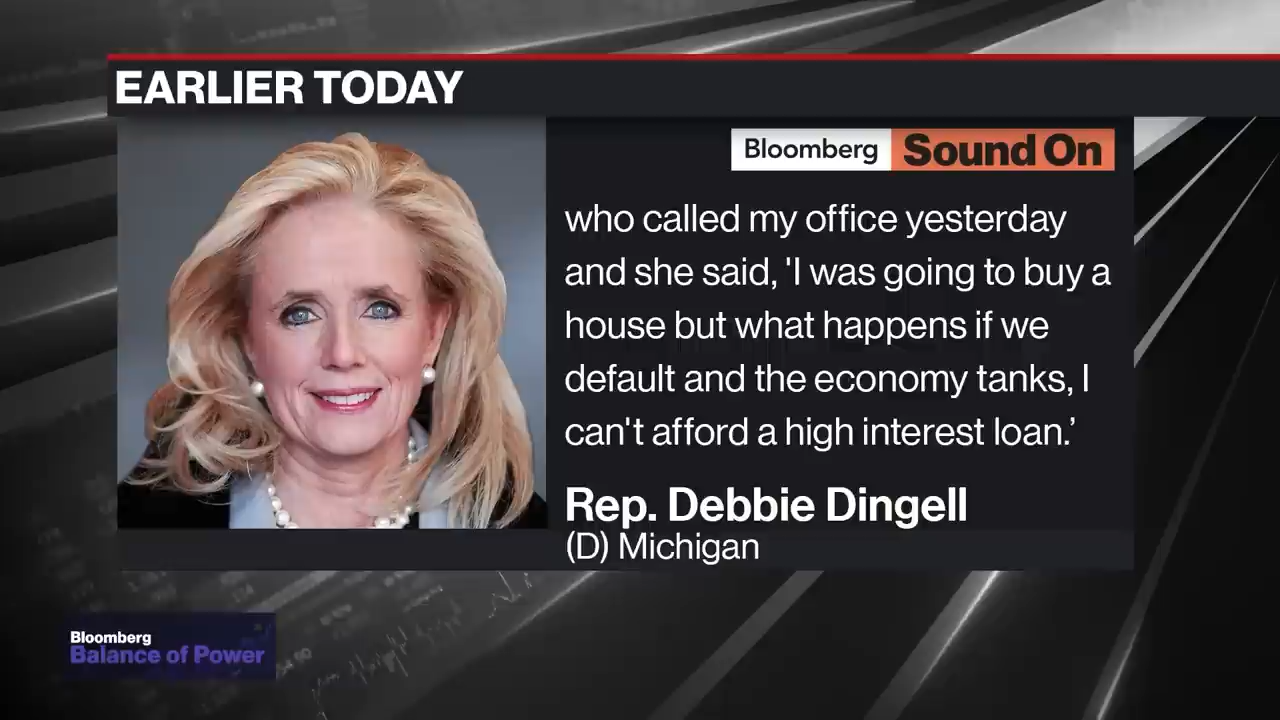 EARLIER TODAY
Bloomberg Sound On
who called my office yesterday
and she said, 'I was going to buy a
house but what happens if we
default and the economy tanks, I
can't afford a high interest loan.’
Rep. Debbie Dingell
(D) Michigan
Bloomberg
Balance of Power